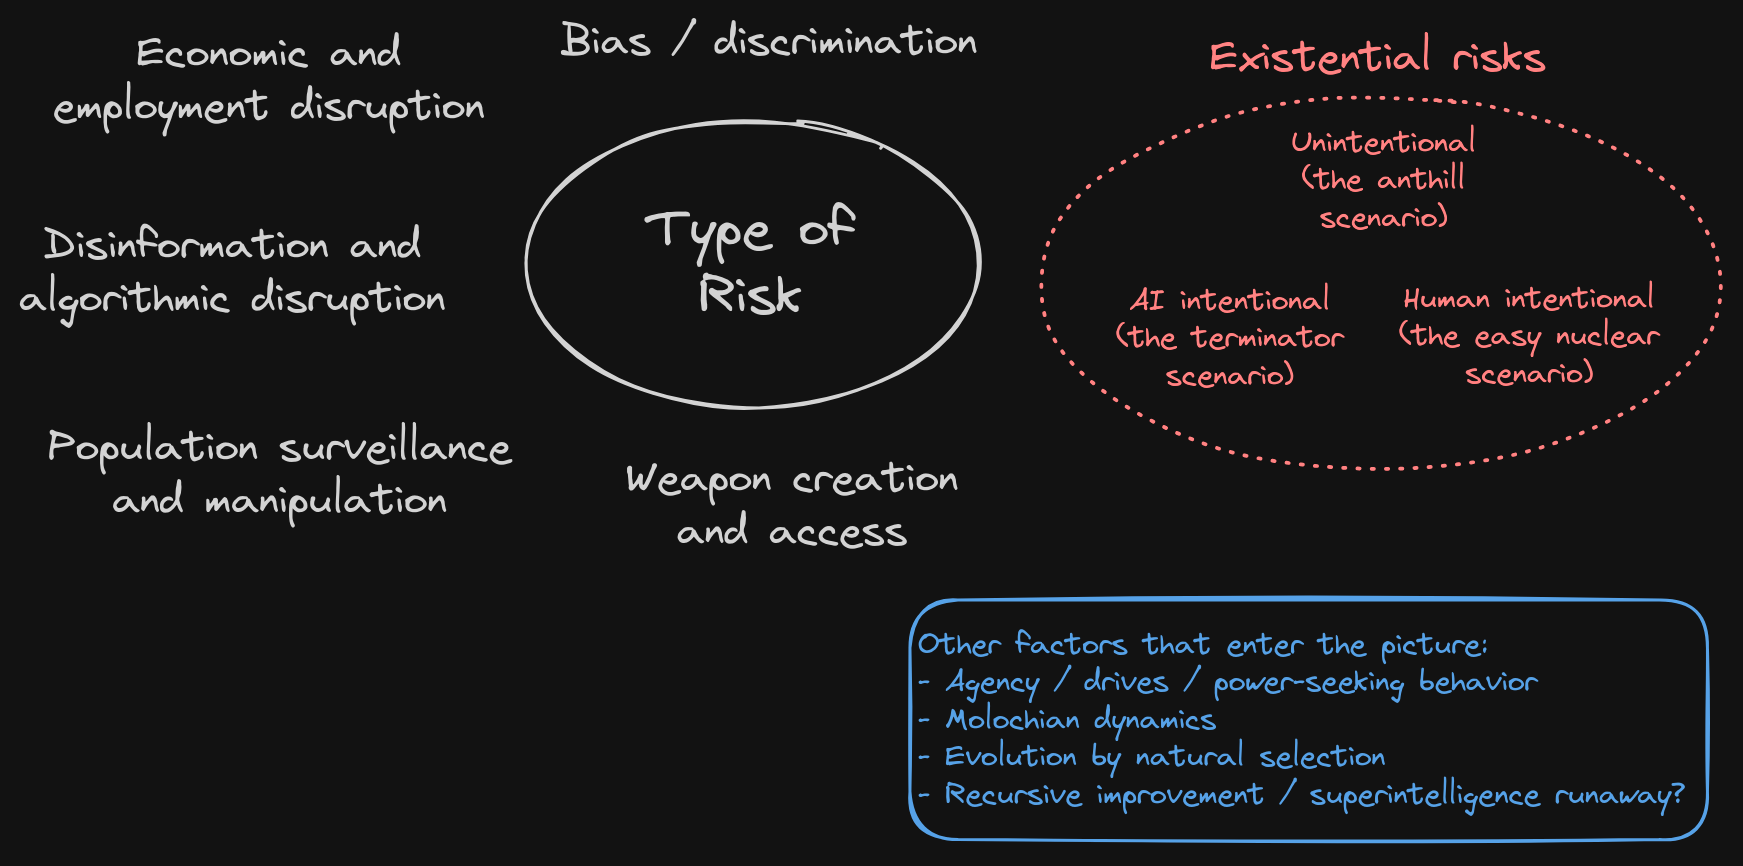 Economic and
employment disruption
Bias / discrimination
Existential risks
Unintentional
(the anthill
scenario)
Type of
Risk
Disinformation and
algorithmic disruption
AI intentional
(the terminator
scenario)
Human intentional
(the easy nuclear
scenario)
Population surveillance
and manipulation
Weapon creation
and access
Other factors that enter the picture:
- Agency / drives / power-seeking behavior
- Molochian dynamics
- Evolution by natural selection
- Recursive improvement / superintelligence runaway?